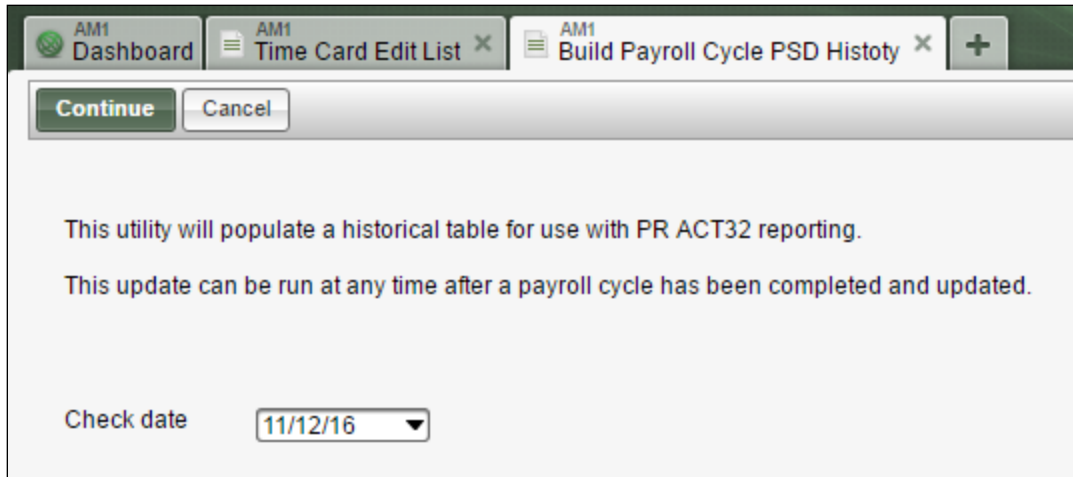 AM1
Dashboard
AM1
Time Card Edit List
AM1
Build Payroll Cycle PSD Histoty
Continue
Cancel
This utility will populate a historical table for use with PR ACT32 reporting.
This update can be run at any time after a payroll cycle has been completed and updated.
Check date
11/12/16